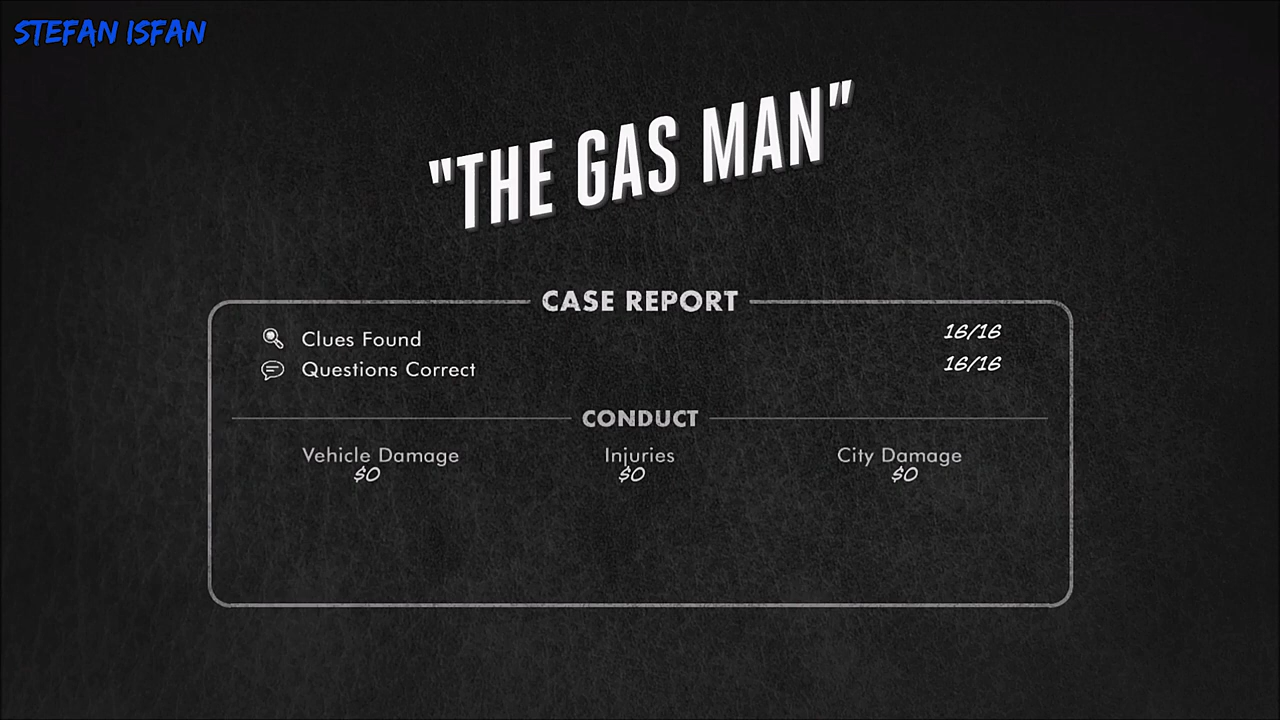 STEFAN ISFAN
"THE GAS MAN"
CASE REPORT
Clues Found 16/16
Questions Correct 16/16
CONDUCT
Vehicle Damage Injuries City Damage
$0 $0 $0